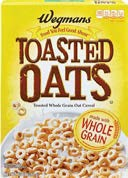 Wegmans
Food You Feel Good About
TOASTED
OATS
Toasted Whole Grain Oat Cereal
made with
WHOLE
GRAIN